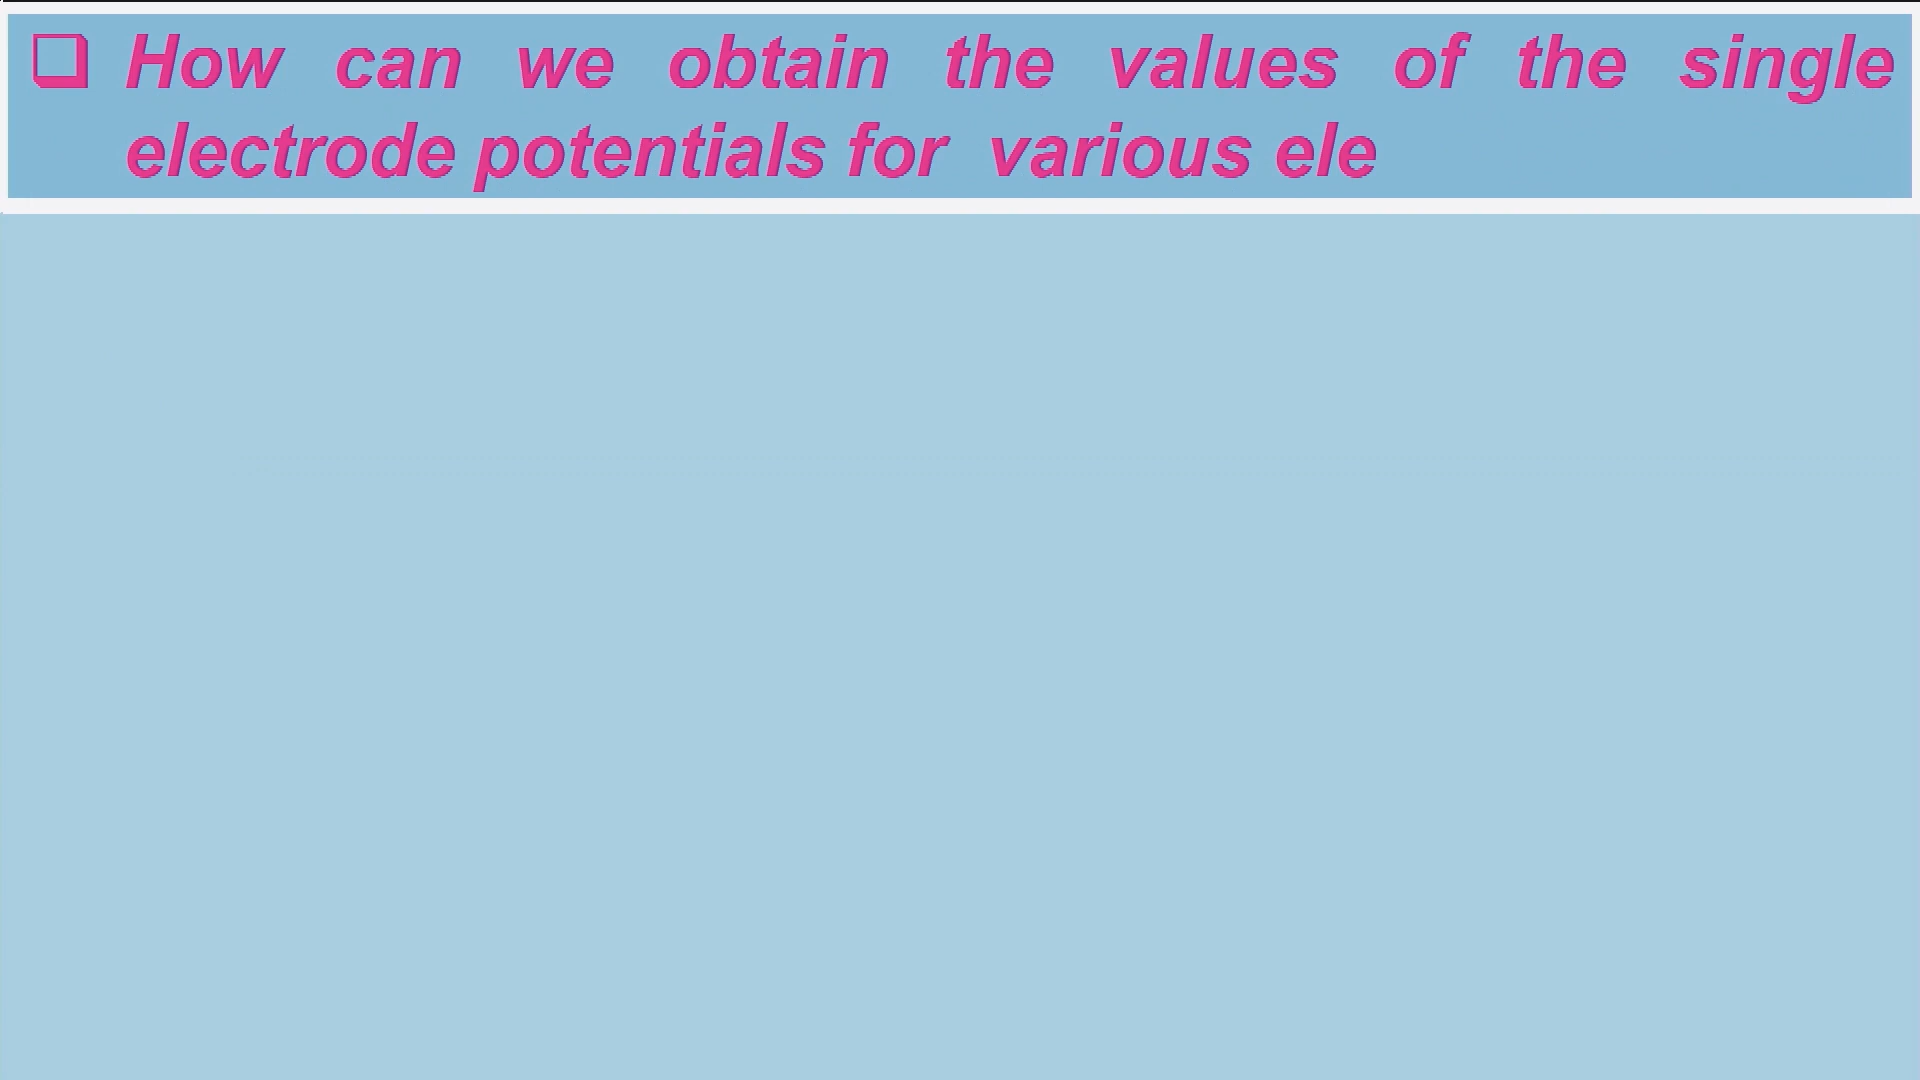 ❑ How can we obtain the values of the single
electrode potentials for various ele